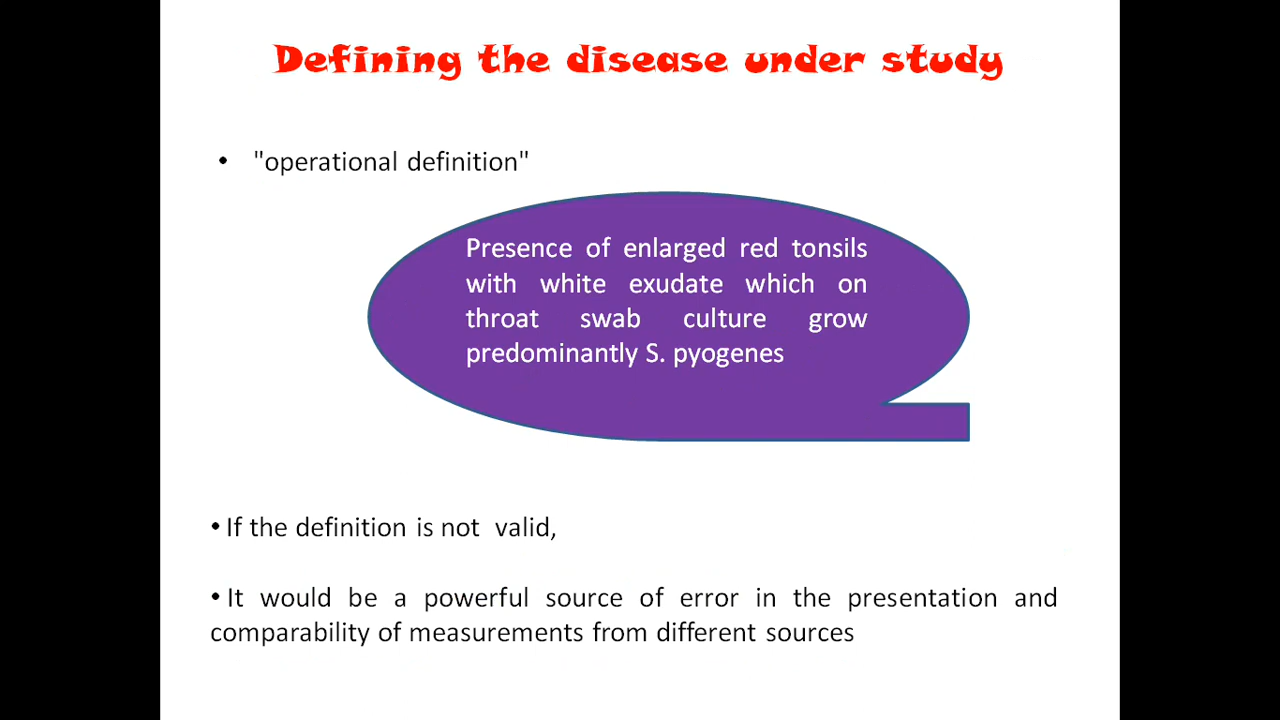 Defining the disease under study
• "operational definition"
Presence of enlarged red tonsils
with white exudate which on
throat swab culture grow
predominantly S. pyogenes
• If the definition is not valid,
• It would be a powerful source of error in the presentation and
comparability of measurements from different sources